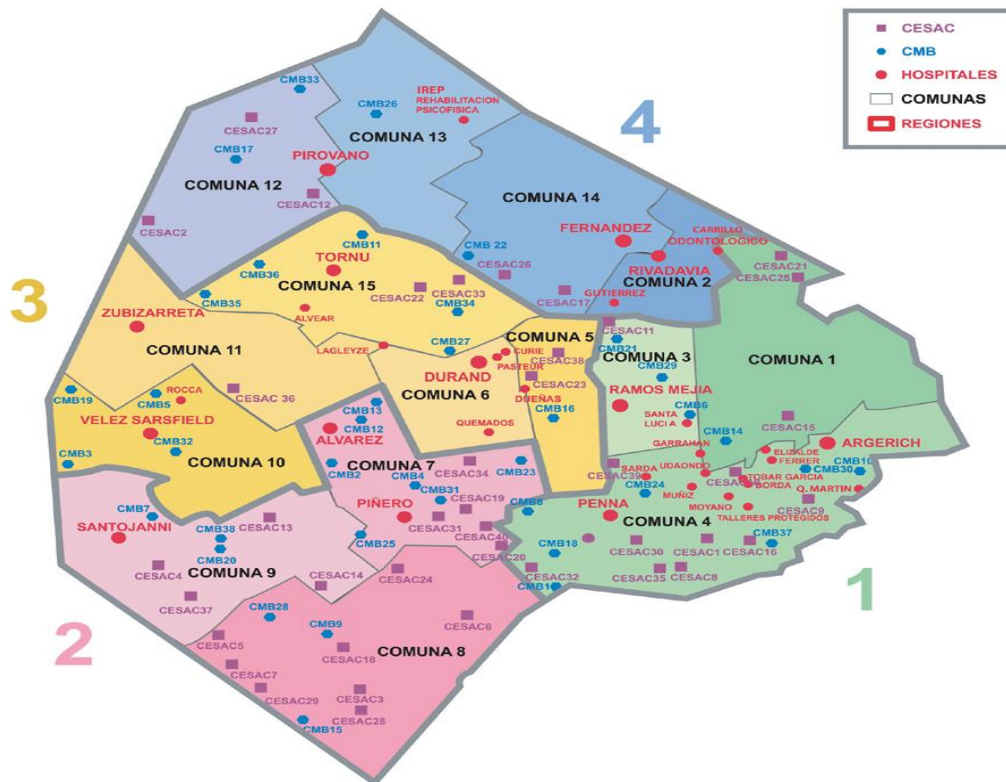 CESAC
CMB
HOSPITALES
COMUNAS
REGIONES
4
CMB33
CMB26
IREP
REHABILITACION
PSICOFISICA
CESAC27
COMUNA 13
CMB17
PIROVANO
COMUNA 12
CESAC12
CESAC2
COMUNA 14
FERNANDEZ
CARRILLO
ODONTOLOGICO
RIVADAVIA
COMUNA 2
GUTIERREZ
CESAC21
CESAC25
CMB11
CMB 22
CESAC26
CESAC17
TORNU
CMB36
COMUNA 15
CESAC22
CESAC33
CMB34
CMB35
ALVEAR
3
ZUBIZARRETA
LAGLEYZE
COMUNA 11
CMB27
CURIE
PASTEUR
DURAND
COMUNA 6
COMUNA 5
CESAC38
CESAC23
DUEÑAS
CMB16
QUEMADOS
CESAC11
CMB21
COMUNA 3
CMB29
RAMOS MEJIA
CMB6
SANTA
LUCIA
COMUNA 1
CMB14
CESAC15
ARGERICH
CMB19
CMB5
ROCCA
CESAC 36
VELEZ SARSFIELD
CMB32
CMB3
COMUNA 10
CMB13
CMB12
ALVAREZ
COMUNA 7
CMB2
CMB4
CESAC34
CMB23
CMB31
CESAC19
PIÑERO
CESAC31
CESAC40
CESAC20
CMB25
GARRAHAN
ELIZALDE
FERRER
CESAC39
SARDA
UDAONDO
TOBAR GARCIA
BORDA
CMB30
Q. MARTIN
CMB24
MUÑIZ
MOYANO
TALLERES PROTEGIDOS
CESAC9
CMB8
PENNA
COMUNA 4
CMB18
CESAC30
CESAC1
CESAC16
CMB37
CESAC32
CESAC35
CESAC8
1
CMB7
SANTOJANNI
CMB38
CMB20
CESAC13
CESAC4
COMUNA 9
CESAC37
CESAC14
CESAC24
2
CMB28
CMB9
CESAC6
CESAC5
CESAC18
COMUNA 8
CESAC7
CESAC29
CESAC3
CESAC28
CMB15